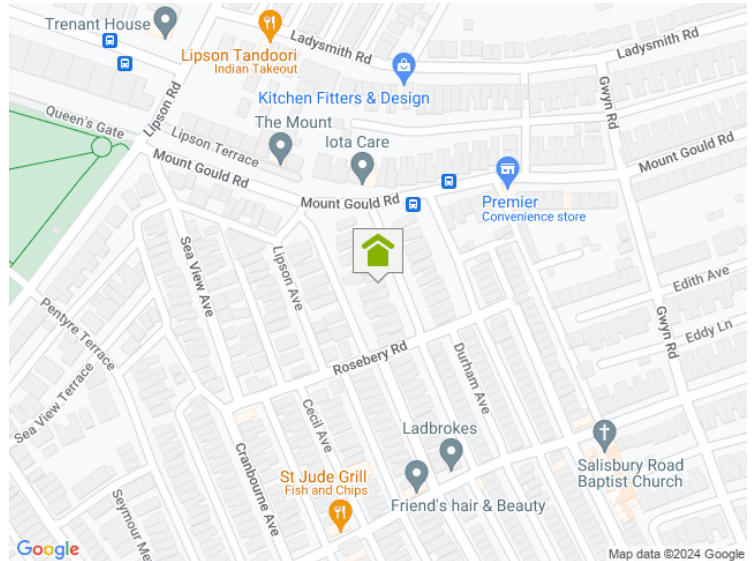 Trenant House
Ladysmith Rd
Ladysmith Rd
Lipson Tandoori
Indian Takeout
Kitchen Fitters & Design
Gwyn Rd
Queen's Gate
Lipson Rd
Lipson Terrace
The Mount
Iota Care
Mount Gould Rd
Mount Gould Rd
Mount Gould Rd
Premier
Convenience store
Sea View Ave
Lipson Ave
Edith Ave
Pentyre Terrace
Gwyn Rd
Eddy Ln
Rosebery Rd
Durham Ave
Sea View Terrace
Cecil Ave
Ladbrokes
Cranbourne Ave
Salisbury Road
Baptist Church
St Jude Grill
Fish and Chips
Friend's hair & Beauty
Seymour Me
Google
Map data ©2024 Google